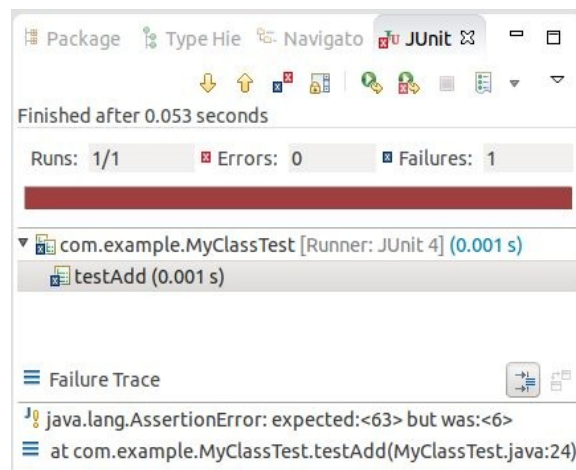 Package Type Hie Navigato JUnit
Finished after 0.053 seconds
Runs: 1/1 Errors: 0 Failures: 1
com.example.MyClassTest [Runner: JUnit 4] (0.001 s)
testAdd (0.001 s)
Failure Trace
java.lang.AssertionError: expected:<63> but was:<6>
at com.example.MyClassTest.testAdd(MyClassTest.java:24)